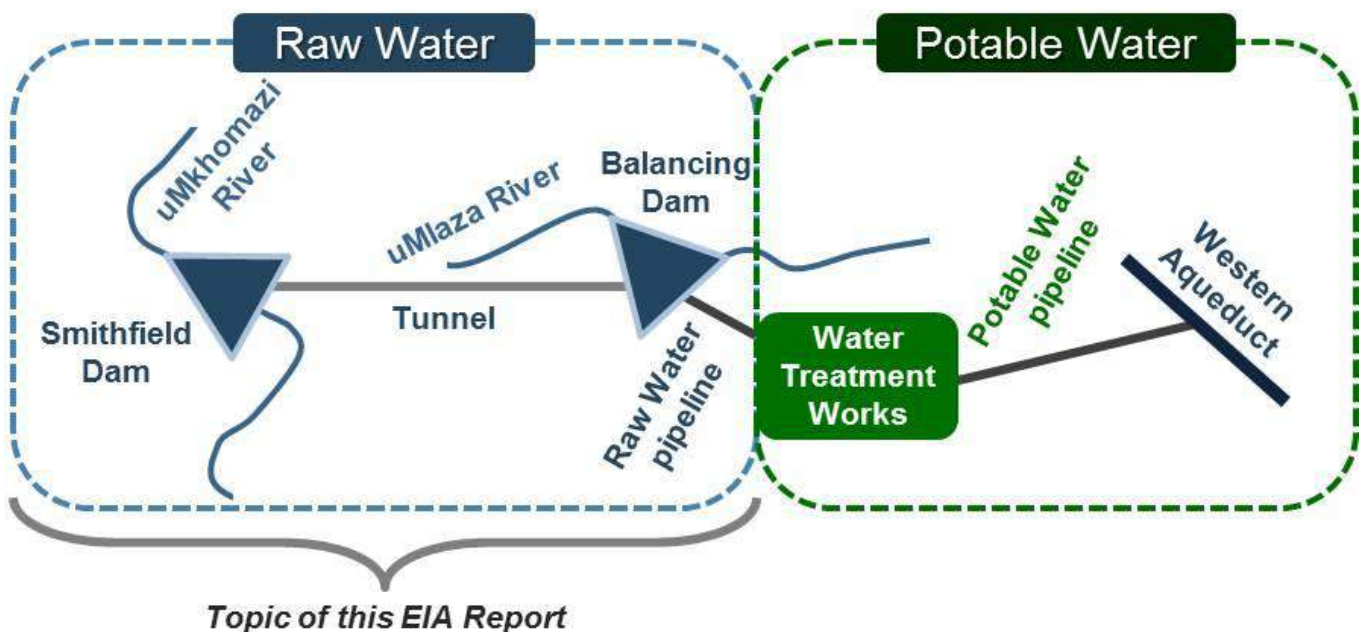 Raw Water
Potable Water
uMkhomazi
River
uMlaza River
Balancing
Dam
Smithfield
Dam
Tunnel
Raw Water
pipeline
Water
Treatment
Works
Potable Water
pipeline
Western
Aqueduct
Topic of this EIA Report